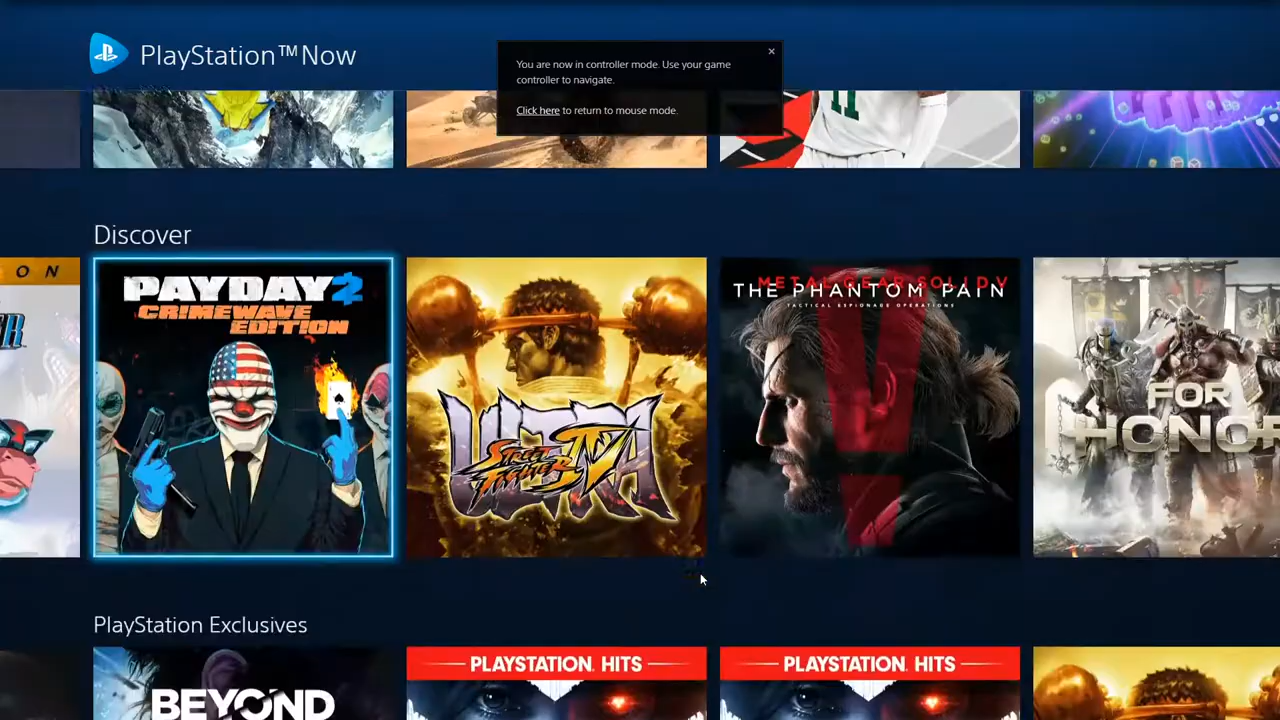 PlayStation™Now
You are now in controller mode. Use your game
controller to navigate.
Click here to return to mouse mode.
11
Discover
O N
PAYDAY 2
CRIMEWAVE
EDITION
ULTRA
STREET
FIGHTER IV
METAL GEAR SOLID V
THE PHANTOM PAIN
TACTICAL ESPIONAGE OPERATIONS
V
FOR
HONOR
PlayStation Exclusives
BEYOND
PLAYSTATION HITS
PLAYSTATION HITS